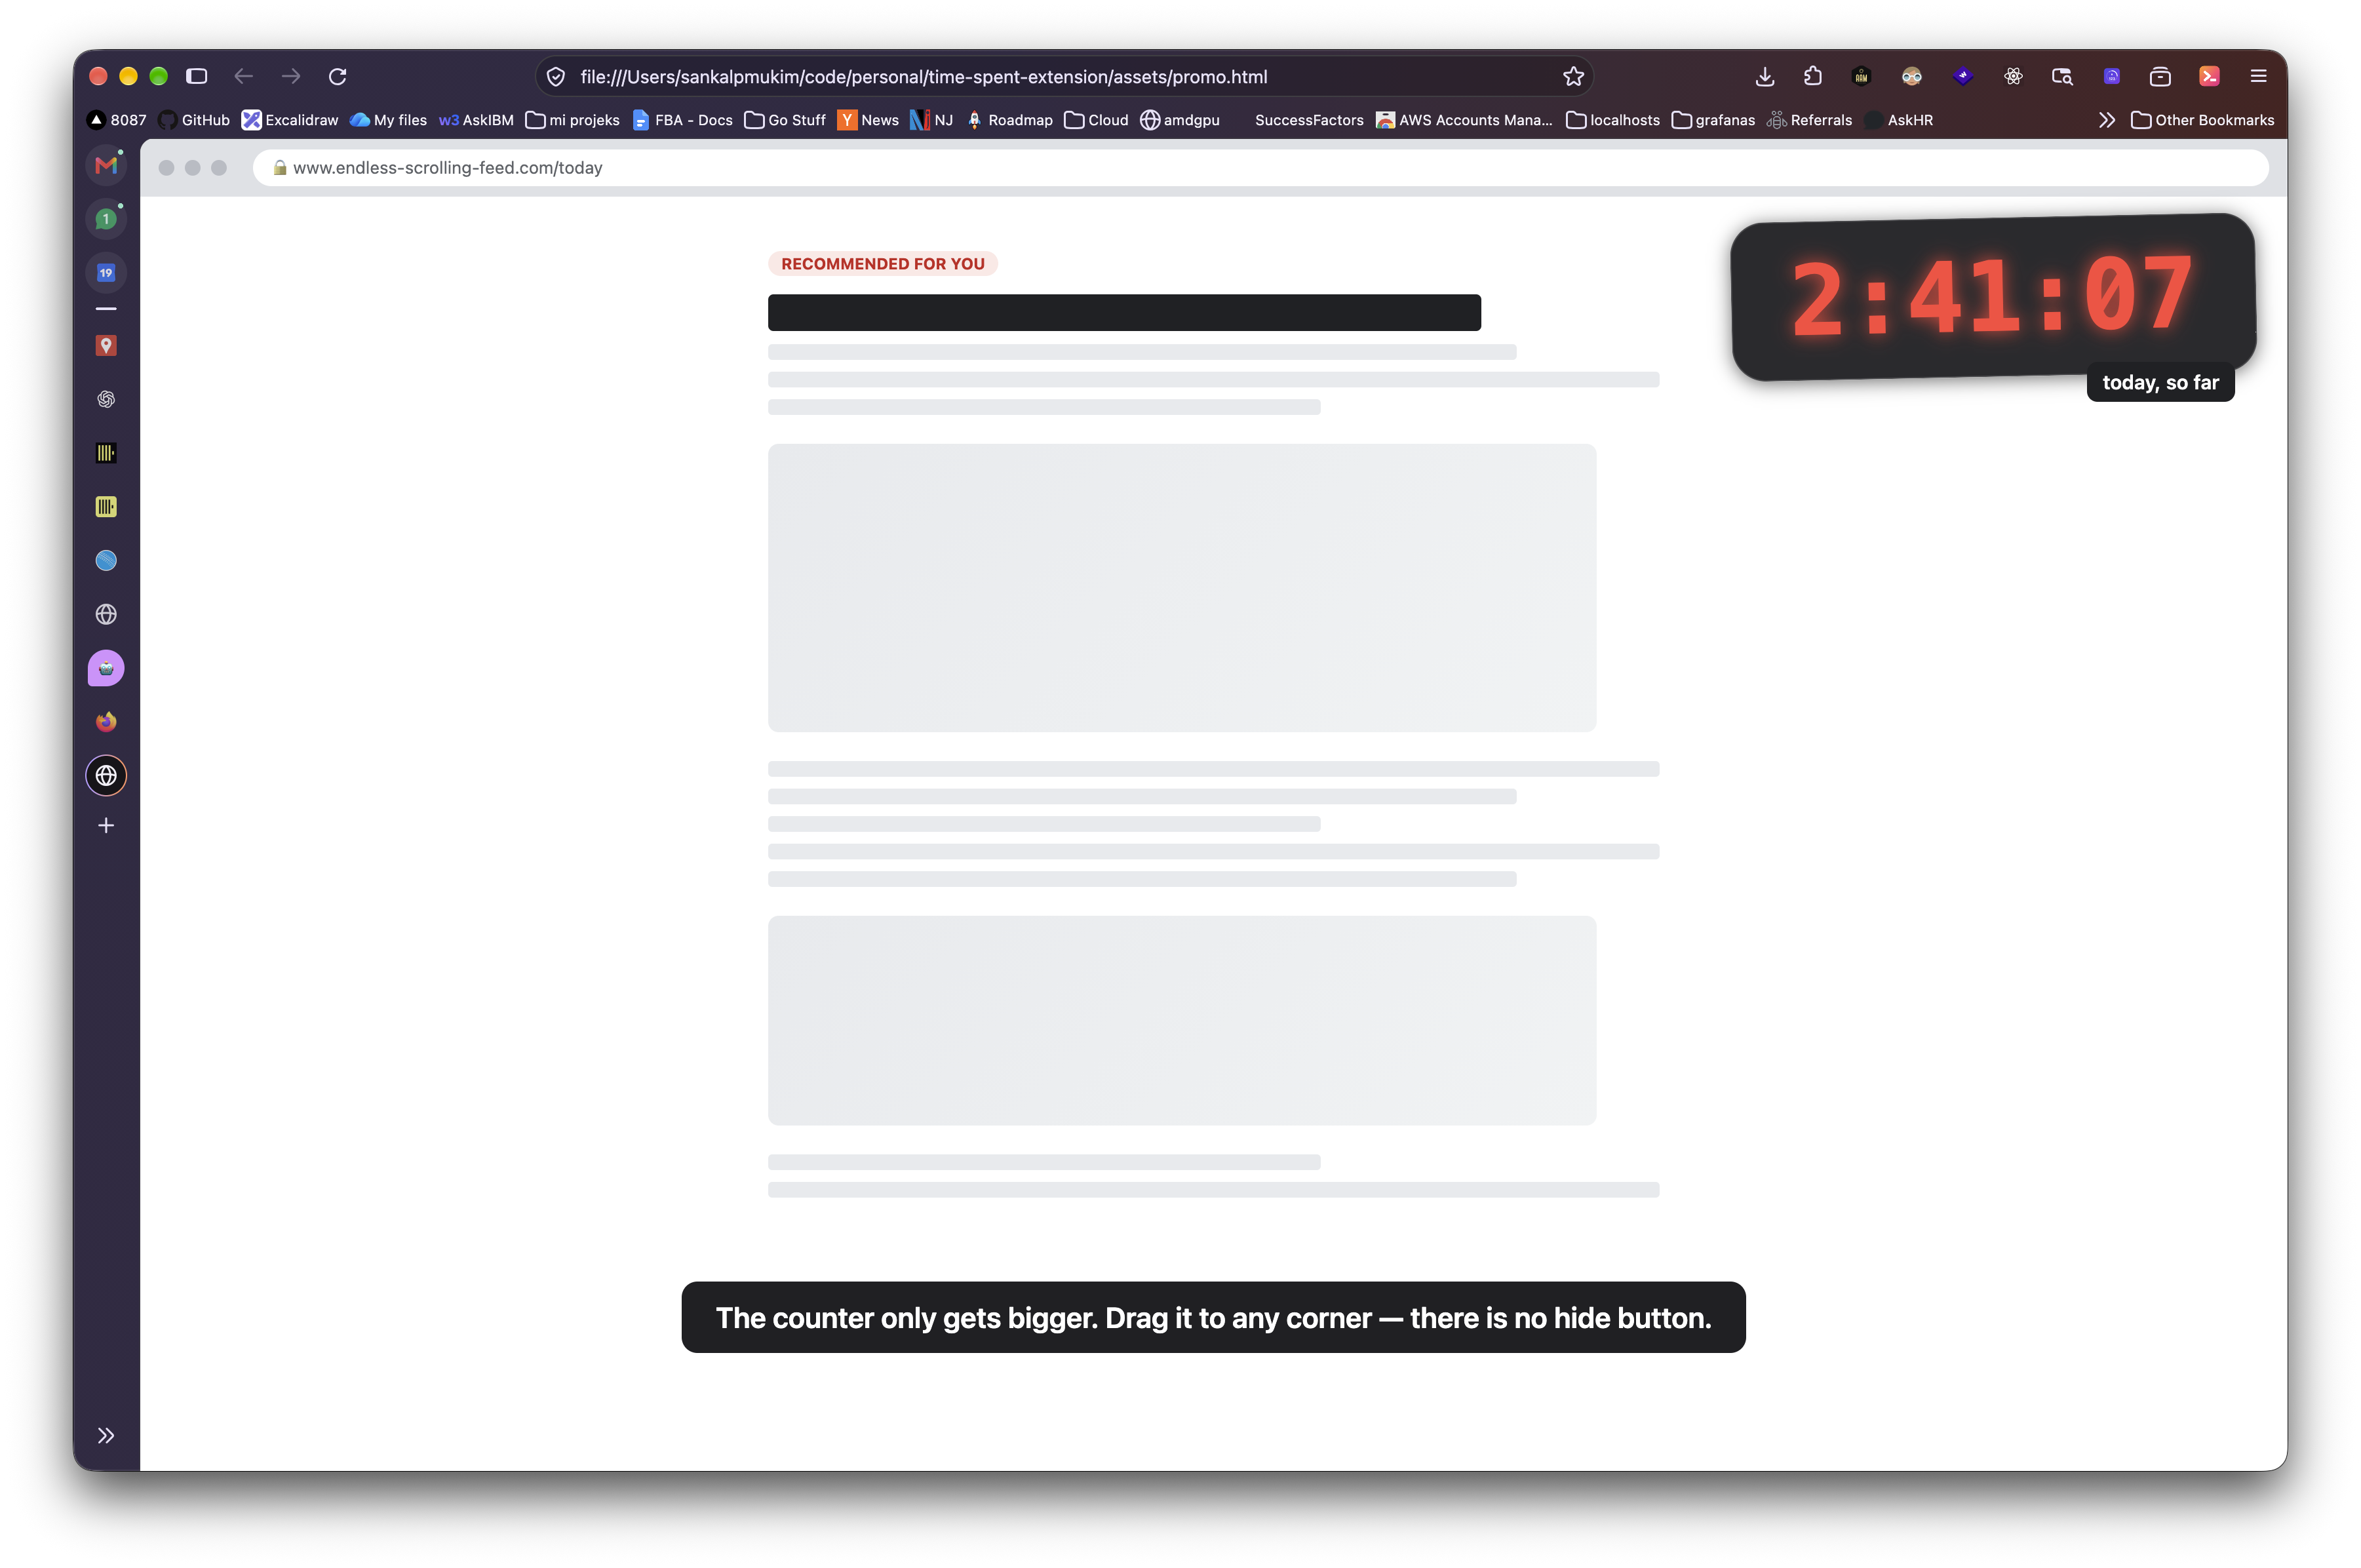 file:///Users/sankalpmukim/code/personal/time-spent-extension/assets/promo.html
8087 GitHub Excalidraw My files w3 AskIBM mi projeks FBA - Docs Go Stuff Y News NJ Roadmap Cloud amdgpu SuccessFactors AWS Accounts Mana... localhosts grafanas Referrals AskHR Other Bookmarks
www.endless-scrolling-feed.com/today
1
19
RECOMMENDED FOR YOU
2:41:07
today, so far
The counter only gets bigger. Drag it to any corner — there is no hide button.